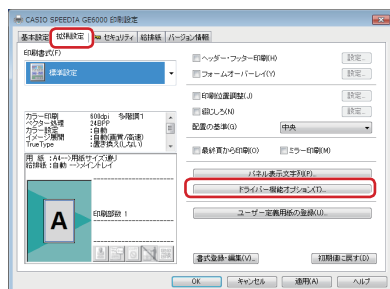 CASIO SPEEDIA GE6000 印刷設定
基本設定 拡張設定 セキュリティ 給排紙 バージョン情報
印刷書式(F)
標準設定
カラー印刷 600dpi 多階調1
ベクター処理 24BPP
カラー設定 :自動
イメージ展開 :自動(画質/高速)
TrueType :置き換え(しない)
用 紙 :A4-->用紙サイズ(通り)
給排紙 :自動 -->メイントレイ
A
印刷部数 1
ヘッダー・フッター印刷(H) 設定...
フォームオーバーレイ(Y) 設定...
印刷位置調整(J) 設定...
綴じしろ(N) 設定...
配置の基準(G) 中央
最終頁から印刷(O) ミラー印刷(M)
パネル表示文字列(P)...
ドライバー機能オプション(T)...
ユーザー定義用紙の登録(U)...
書式登録・編集(V)... 初期値に戻す(D)
OK キャンセル 適用(A) ヘルプ